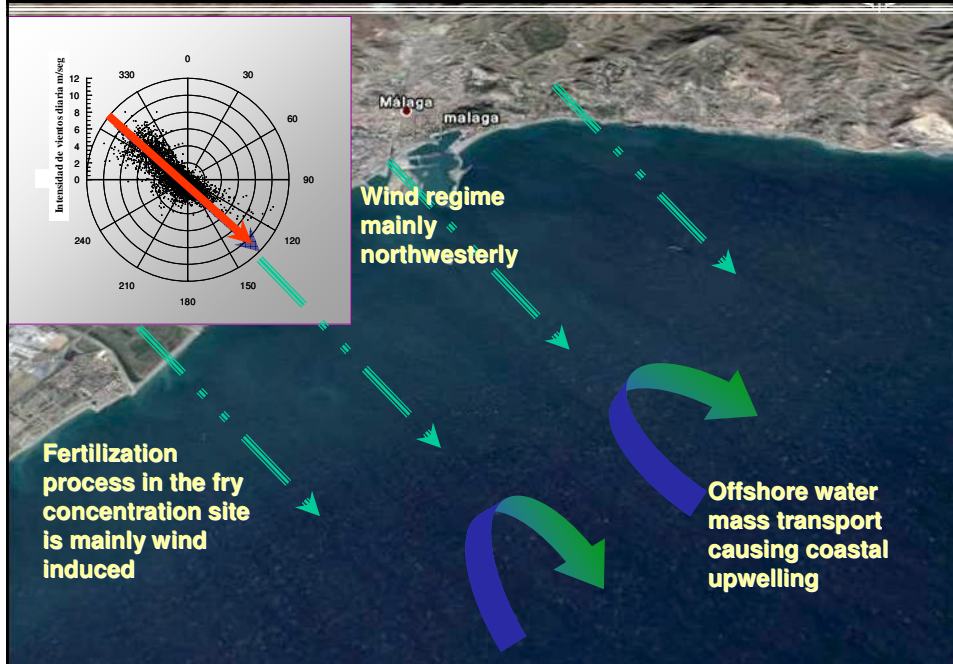 Intensidad de vientos diaria m/seg
12
10
8
6
4
2
0
0
30
60
90
120
150
180
210
240
330
Málaga
malaga
Wind regime
mainly
northwesterly
Fertilization
process in the fry
concentration site
is mainly wind
induced
Offshore water
mass transport
causing coastal
upwelling